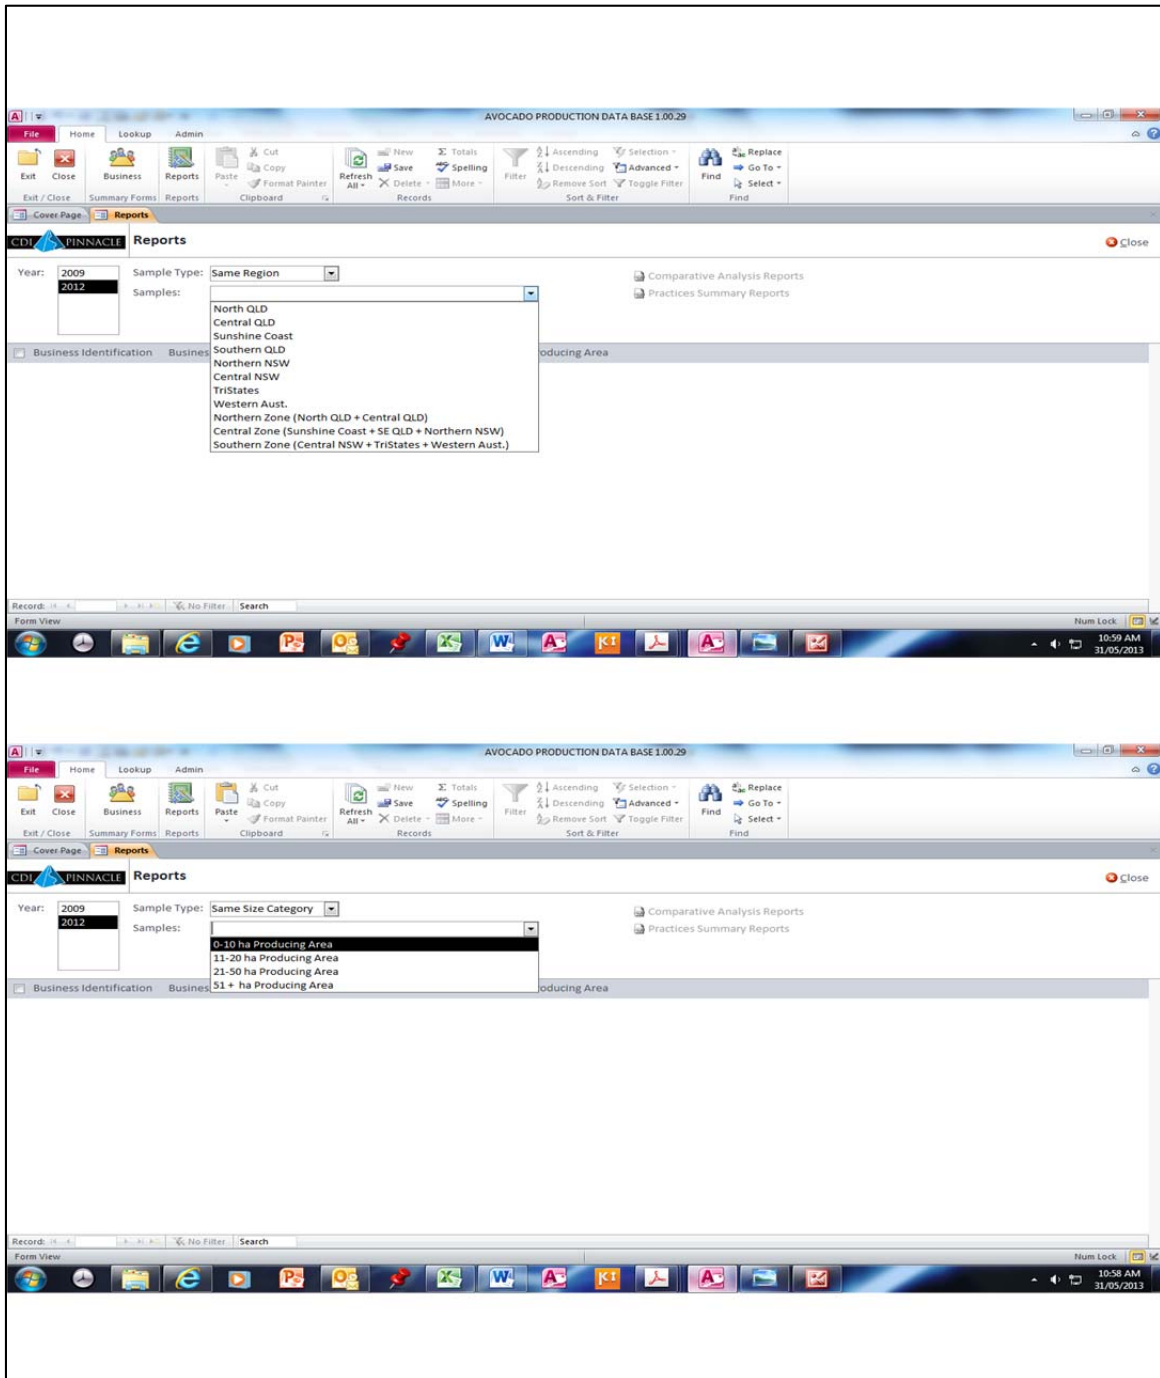 AVOCADO PRODUCTION DATA BASE 1.00.29
File Home Lookup Admin
Exit Close Business Reports Paste Cut Copy Format Painter Refresh All New Save Delete Σ Totals Spelling More Filter Ascending Descending Remove Sort Selection Advanced Toggle Filter Find Replace Go To Select
Exit / Close Summary Forms Reports Clipboard Records Sort & Filter Find
Cover Page Reports
CDI PINNACLE Reports Close
Year: 2009 Sample Type: Same Region Comparative Analysis Reports
2012 Samples: Practices Summary Reports
North QLD
Central QLD
Sunshine Coast
Business Identification Busines Southern QLD oducing Area
Northern NSW
Central NSW
TriStates
Western Aust.
Northern Zone (North QLD + Central QLD)
Central Zone (Sunshine Coast + SE QLD + Northern NSW)
Southern Zone (Central NSW + TriStates + Western Aust.)
Record: No Filter Search
Form View Num Lock
10:59 AM
31/05/2013
AVOCADO PRODUCTION DATA BASE 1.00.29
File Home Lookup Admin
Exit Close Business Reports Paste Cut Copy Format Painter Refresh All New Save Delete Σ Totals Spelling More Filter Ascending Descending Remove Sort Selection Advanced Toggle Filter Find Replace Go To Select
Exit / Close Summary Forms Reports Clipboard Records Sort & Filter Find
Cover Page Reports
CDI PINNACLE Reports Close
Year: 2009 Sample Type: Same Size Category Comparative Analysis Reports
2012 Samples: Practices Summary Reports
0-10 ha Producing Area
11-20 ha Producing Area
21-50 ha Producing Area
Business Identification Busines 51 + ha Producing Area oducing Area
Record: No Filter Search
Form View Num Lock
10:58 AM
31/05/2013